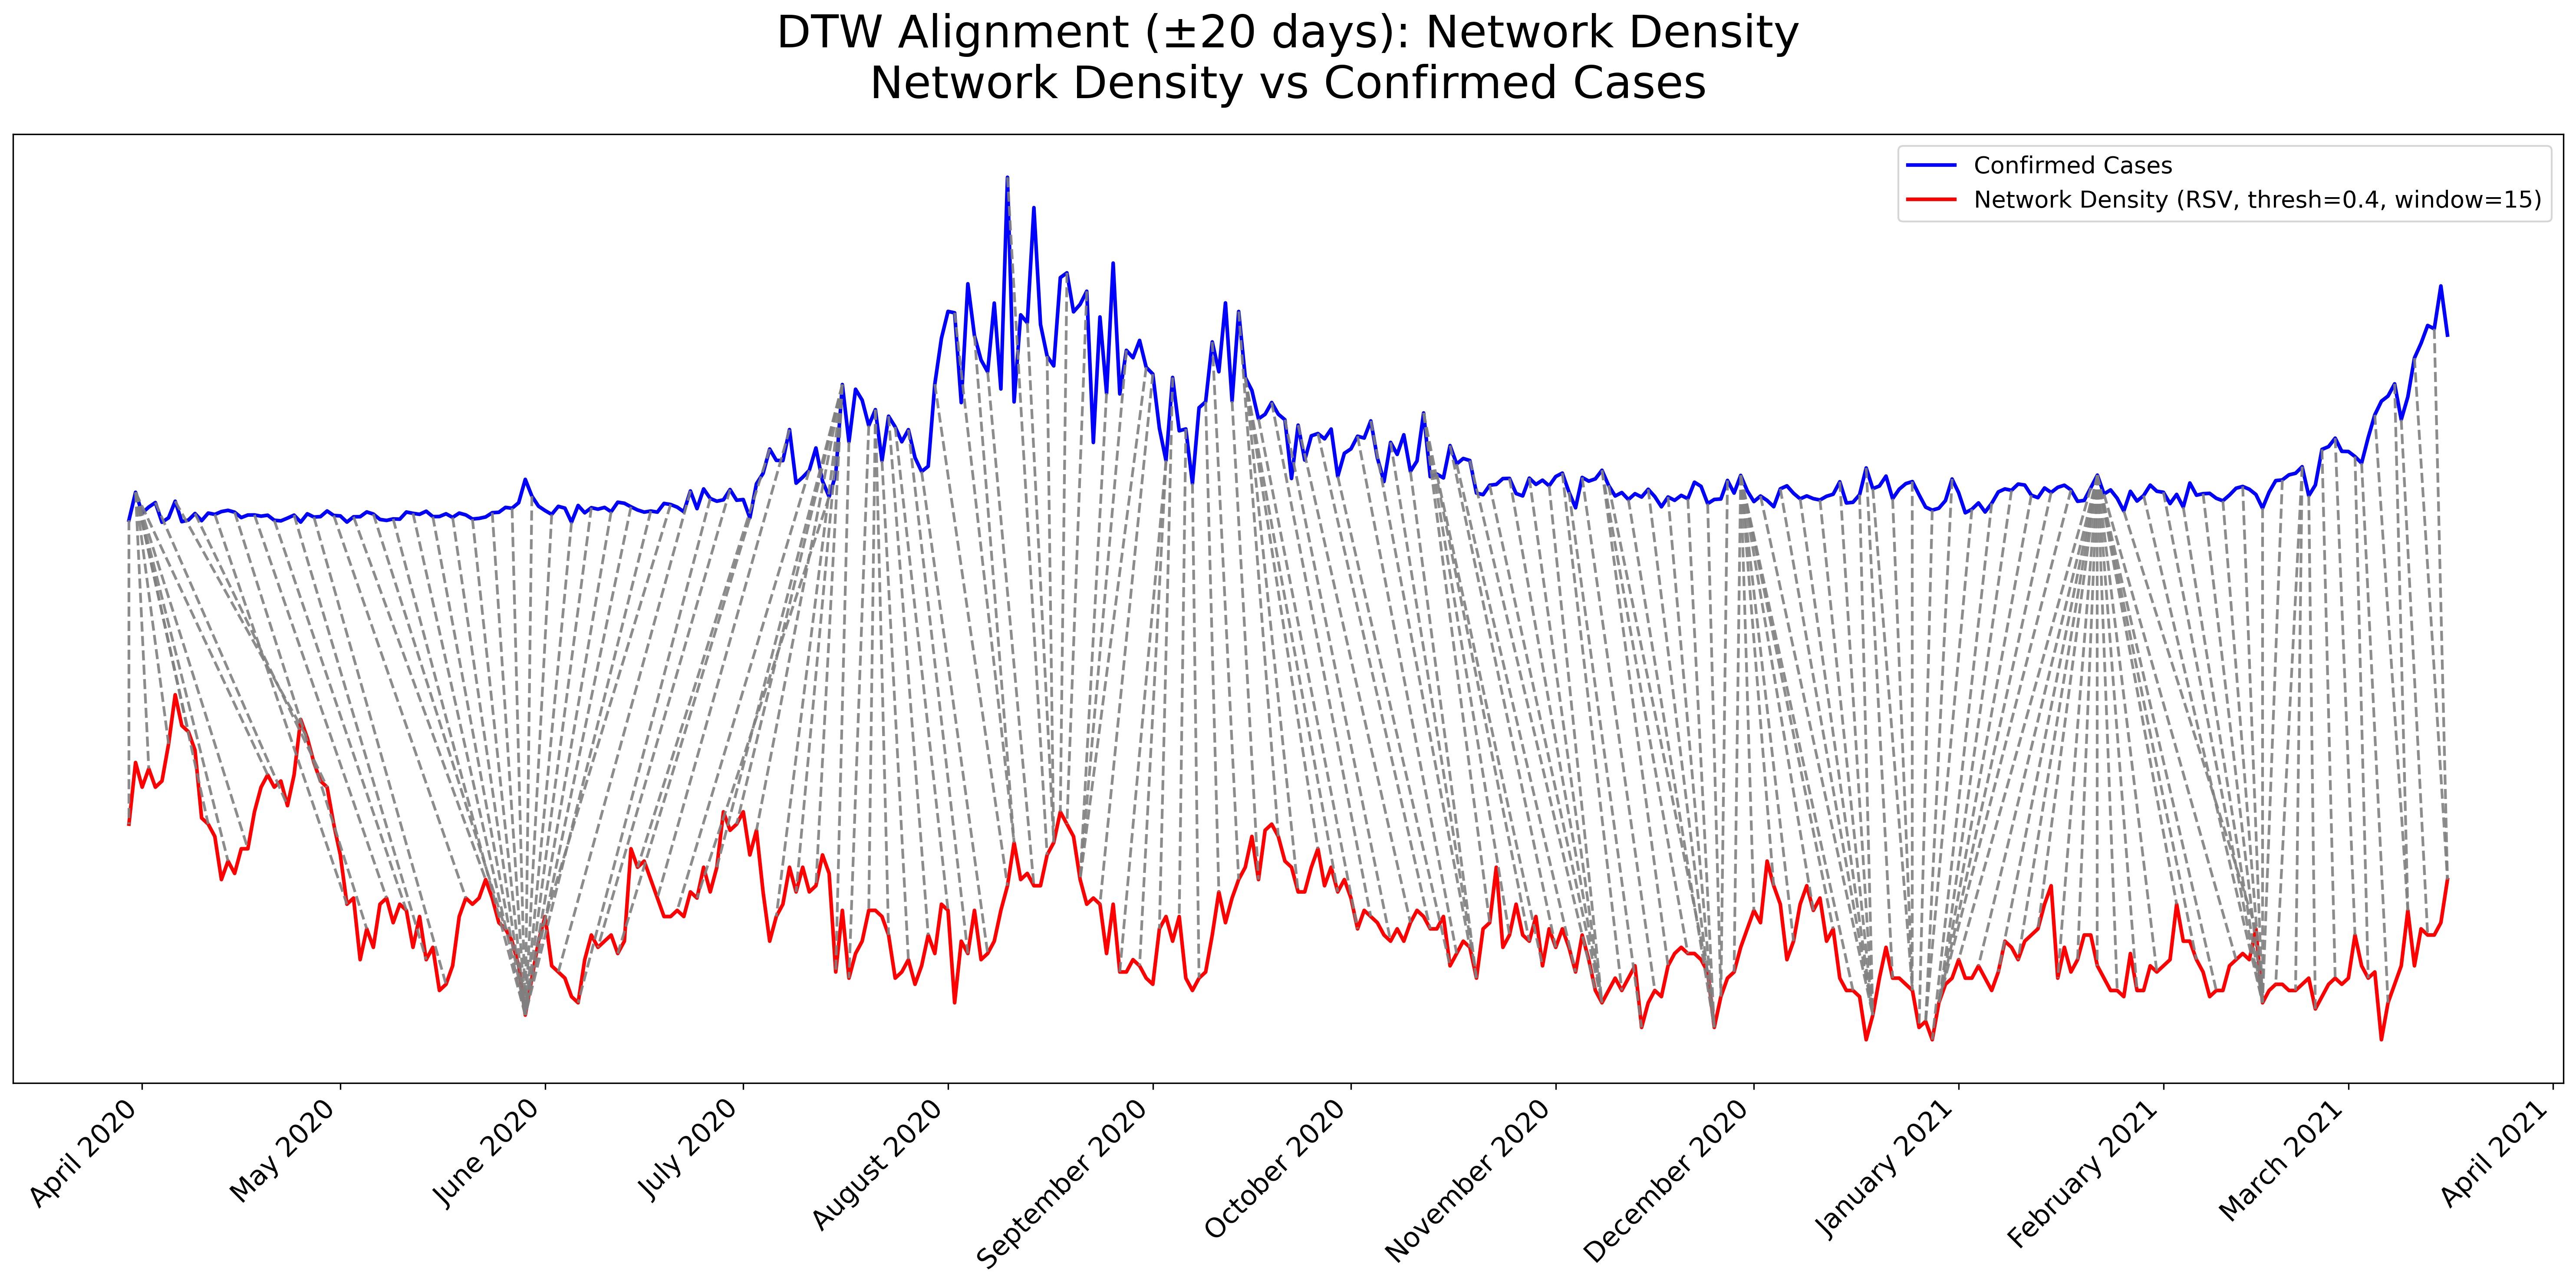 DTW Alignment (±20 days): Network Density
Network Density vs Confirmed Cases
Confirmed Cases
Network Density (RSV, thresh=0.4, window=15)
April 2020
May 2020
June 2020
July 2020
August 2020
September 2020
October 2020
November 2020
December 2020
January 2021
February 2021
March 2021
April 2021